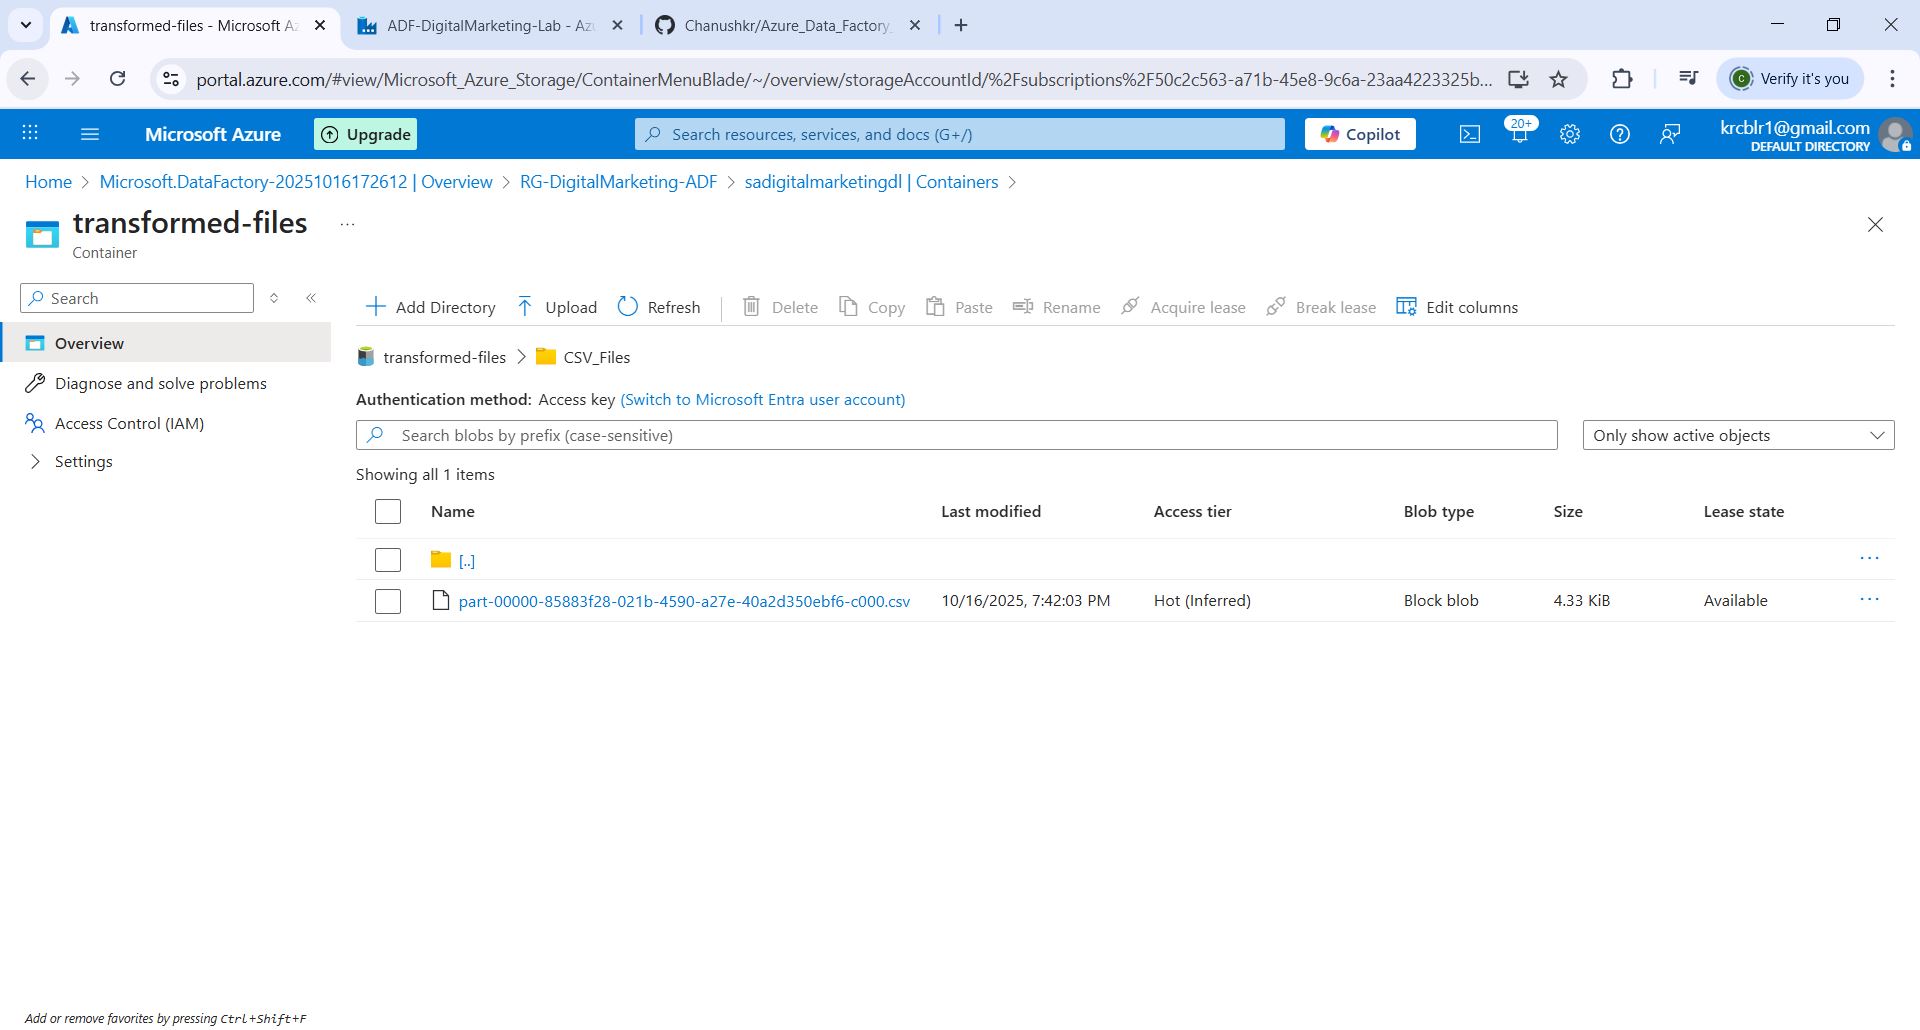 transformed-files - Microsoft Az
ADF-DigitalMarketing-Lab - Azu
Chanushkr/Azure_Data_Factory_
portal.azure.com/#view/Microsoft_Azure_Storage/ContainerMenuBlade/~/overview/storageAccountId/%2Fsubscriptions%2F50c2c563-a71b-45e8-9c6a-23aa4223325b...
Verify it's you
Microsoft Azure
Upgrade
Search resources, services, and docs (G+/)
Copilot
20+
krcblr1@gmail.com
DEFAULT DIRECTORY
Home > Microsoft.DataFactory-20251016172612 | Overview > RG-DigitalMarketing-ADF > sadigitalmarketingdl | Containers >
transformed-files ...
Container
Search
Overview
Diagnose and solve problems
Access Control (IAM)
Settings
Add Directory Upload Refresh Delete Copy Paste Rename Acquire lease Break lease Edit columns
transformed-files > CSV_Files
Authentication method: Access key (Switch to Microsoft Entra user account)
Search blobs by prefix (case-sensitive)
Only show active objects
Showing all 1 items
Name Last modified Access tier Blob type Size Lease state
[..] ...
part-00000-85883f28-021b-4590-a27e-40a2d350ebf6-c000.csv 10/16/2025, 7:42:03 PM Hot (Inferred) Block blob 4.33 KiB Available ...
Add or remove favorites by pressing Ctrl+Shift+F